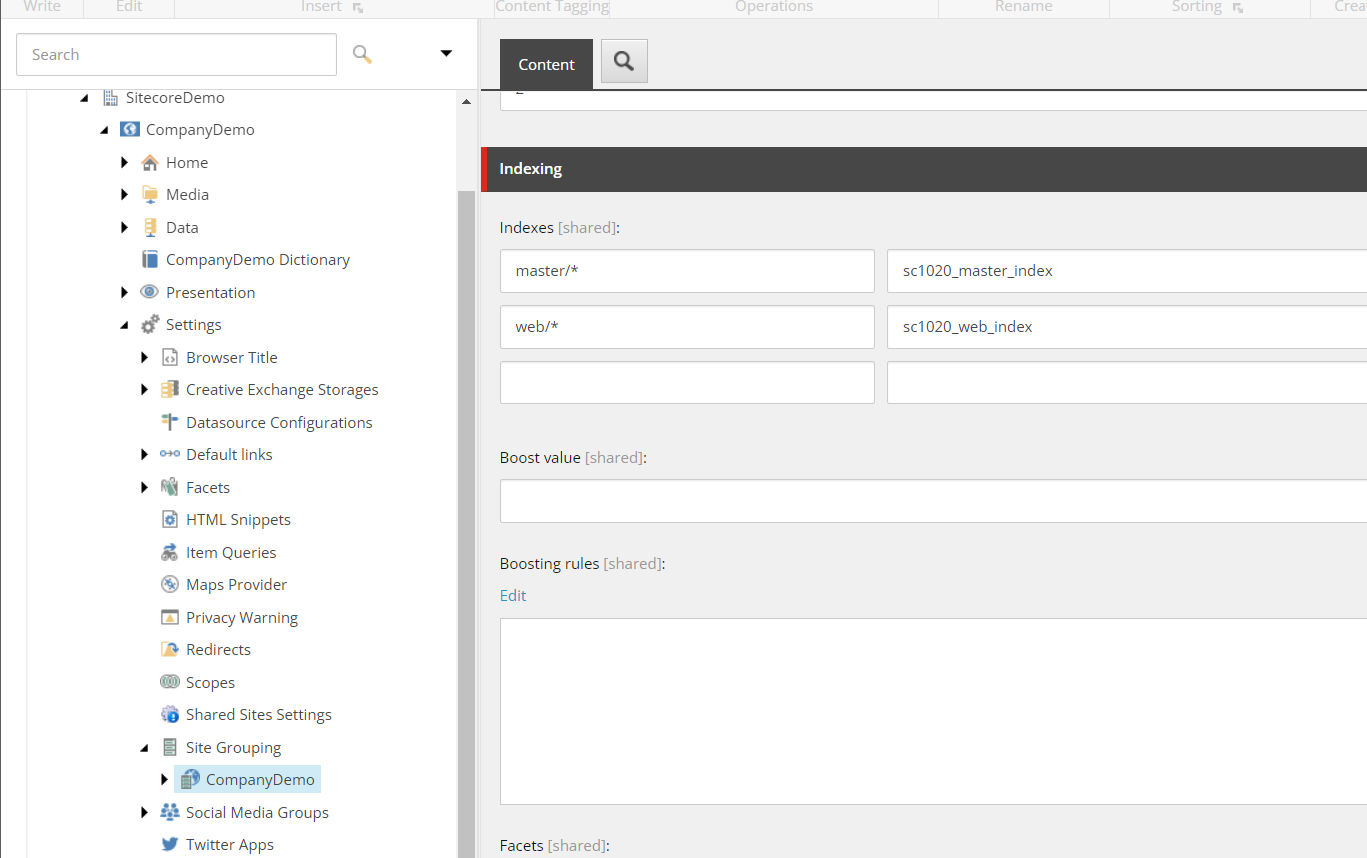 Write Edit Insert Content Tagging Operations Rename Sorting
Search
Content
SitecoreDemo
CompanyDemo
Home
Media
Data
CompanyDemo Dictionary
Presentation
Settings
Browser Title
Creative Exchange Storages
Datasource Configurations
Default links
Facets
HTML Snippets
Item Queries
Maps Provider
Privacy Warning
Redirects
Scopes
Shared Sites Settings
Site Grouping
CompanyDemo
Social Media Groups
Twitter Apps
Indexing
Indexes [shared]:
master/* sc1020_master_index
web/* sc1020_web_index
Boost value [shared]:
Boosting rules [shared]:
Edit
Facets [shared]: